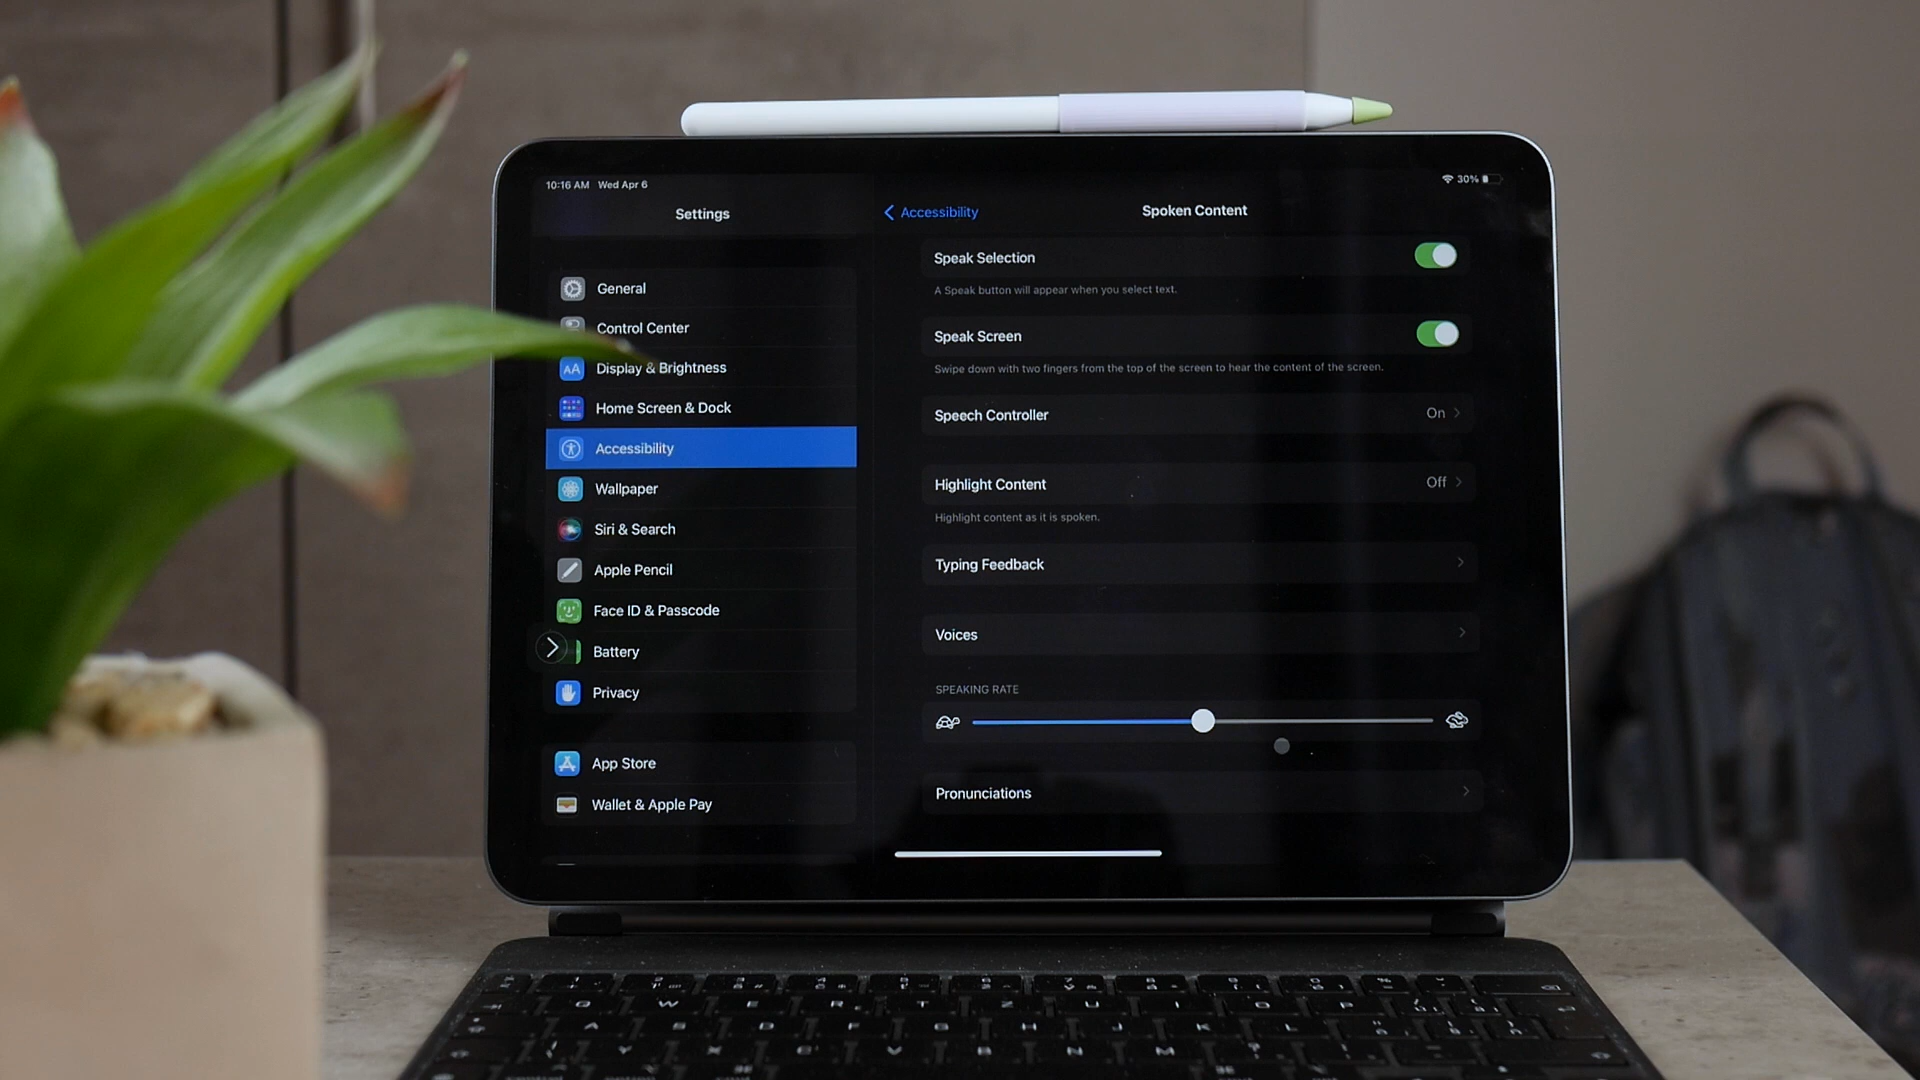 10:16 AM Wed Apr 6
30%
Settings
General
Control Center
Display & Brightness
Home Screen & Dock
Accessibility
Wallpaper
Siri & Search
Apple Pencil
Face ID & Passcode
Battery
Privacy
App Store
Wallet & Apple Pay
Accessibility
Spoken Content
Speak Selection
A Speak button will appear when you select text.
Speak Screen
Swipe down with two fingers from the top of the screen to hear the content of the screen.
Speech Controller On
Highlight Content Off
Highlight content as it is spoken.
Typing Feedback
Voices
SPEAKING RATE
Pronunciations
Q W E R T Z U I O P
A S D F G H J K L
Y X C V B N M